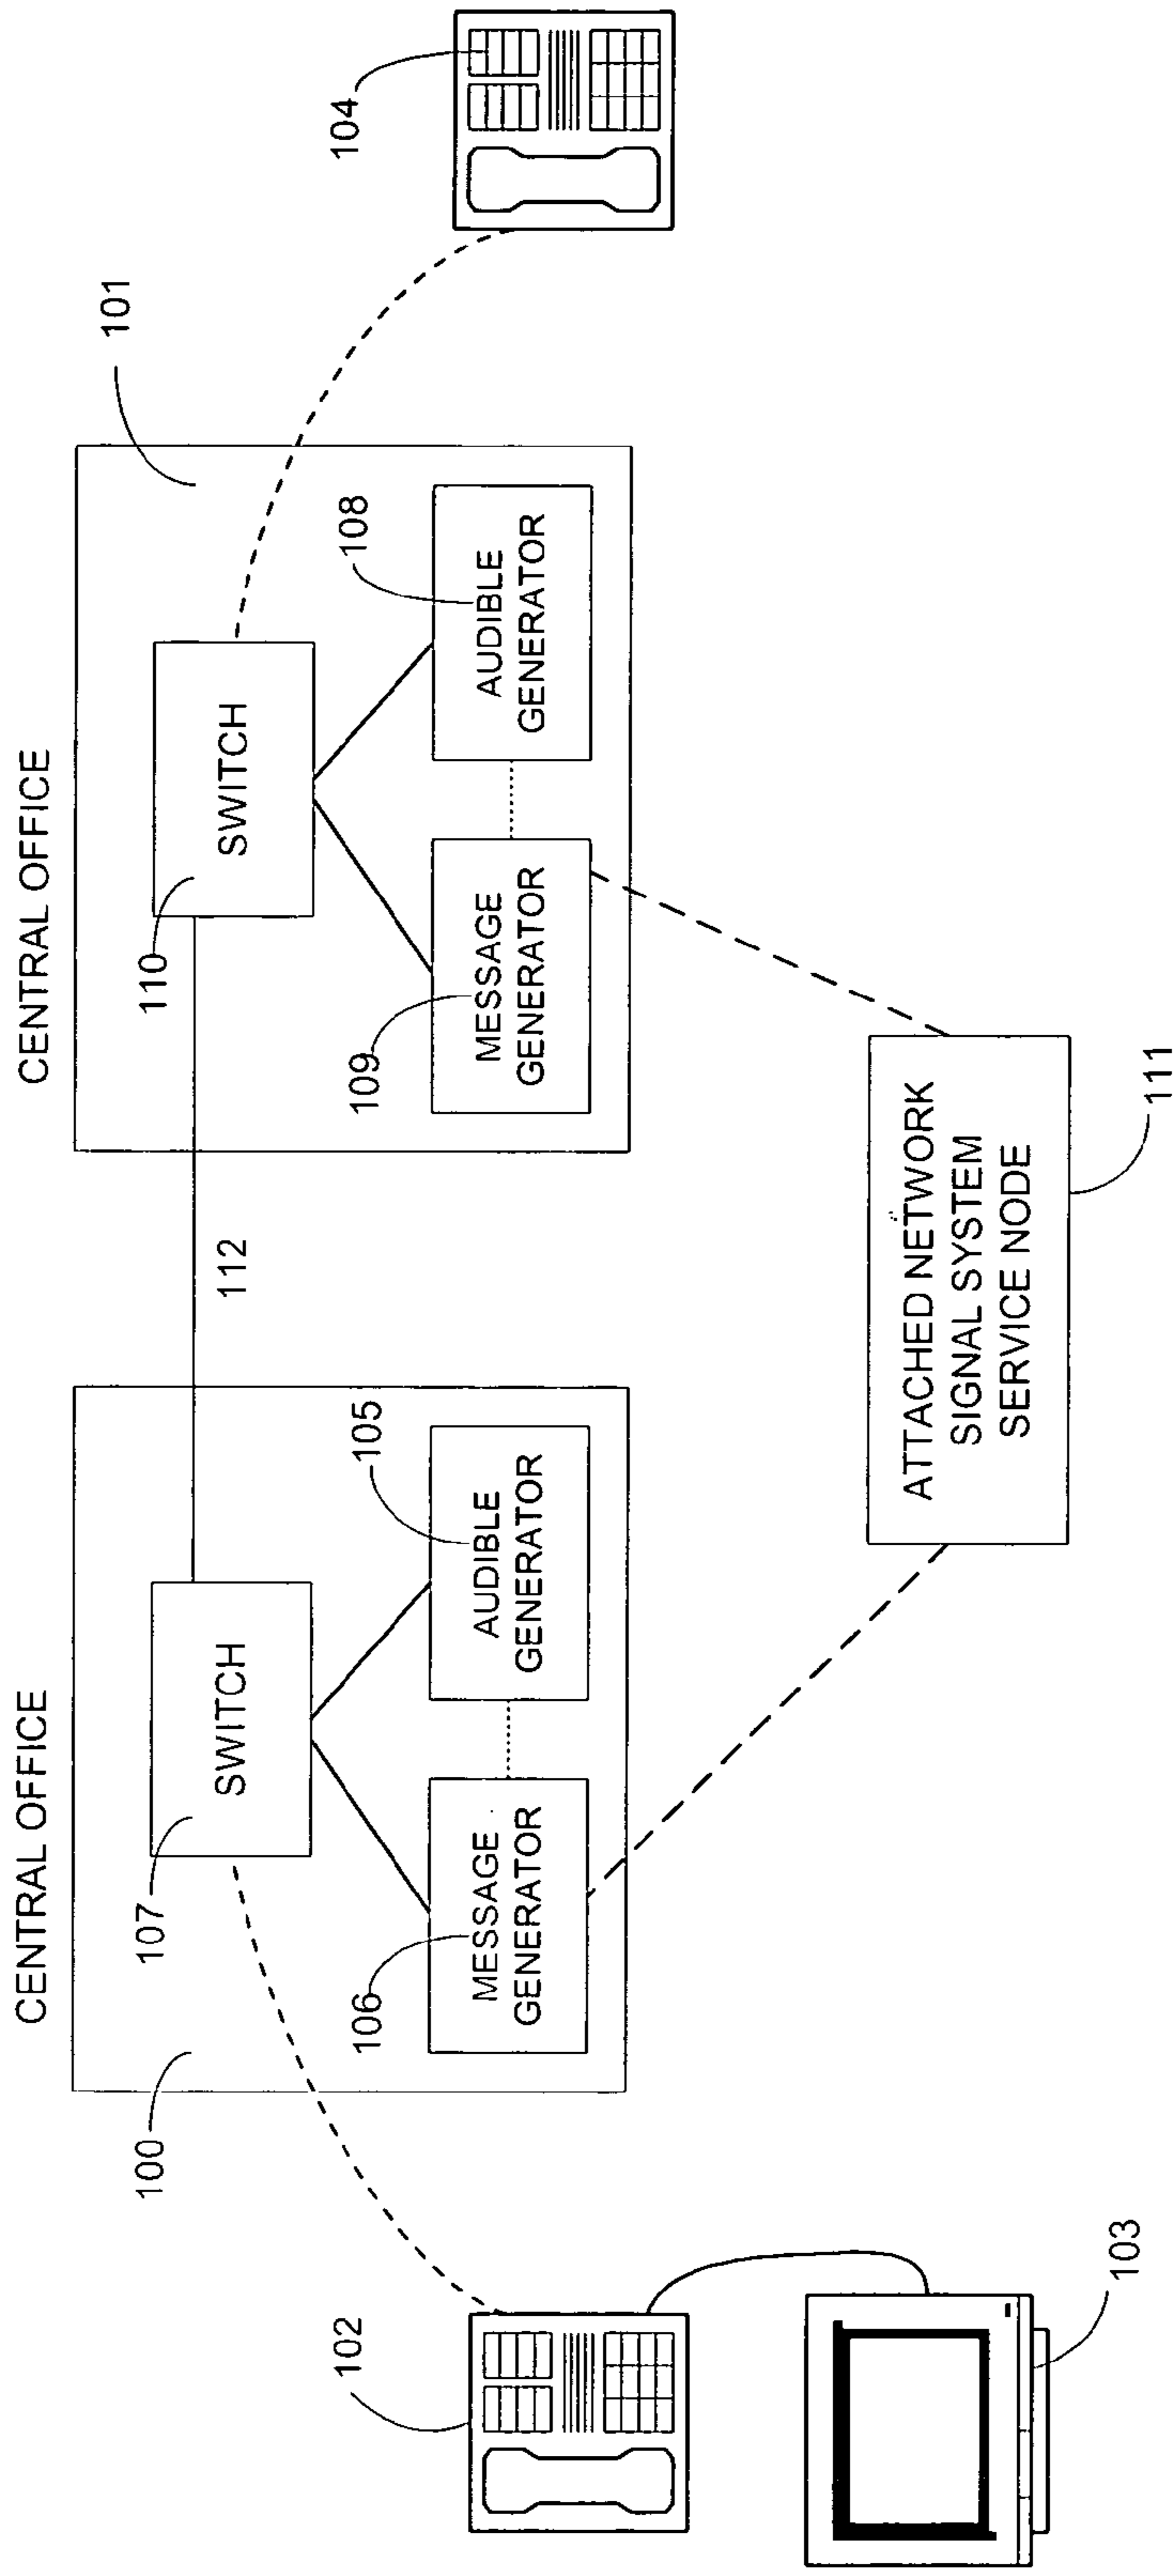 CENTRAL OFFICE
CENTRAL OFFICE
100
107
SWITCH
106
MESSAGE
GENERATOR
105
AUDIBLE
GENERATOR
112
101
110
SWITCH
109
MESSAGE
GENERATOR
108
AUDIBLE
GENERATOR
102
103
104
ATTACHED NETWORK
SIGNAL SYSTEM
SERVICE NODE
111